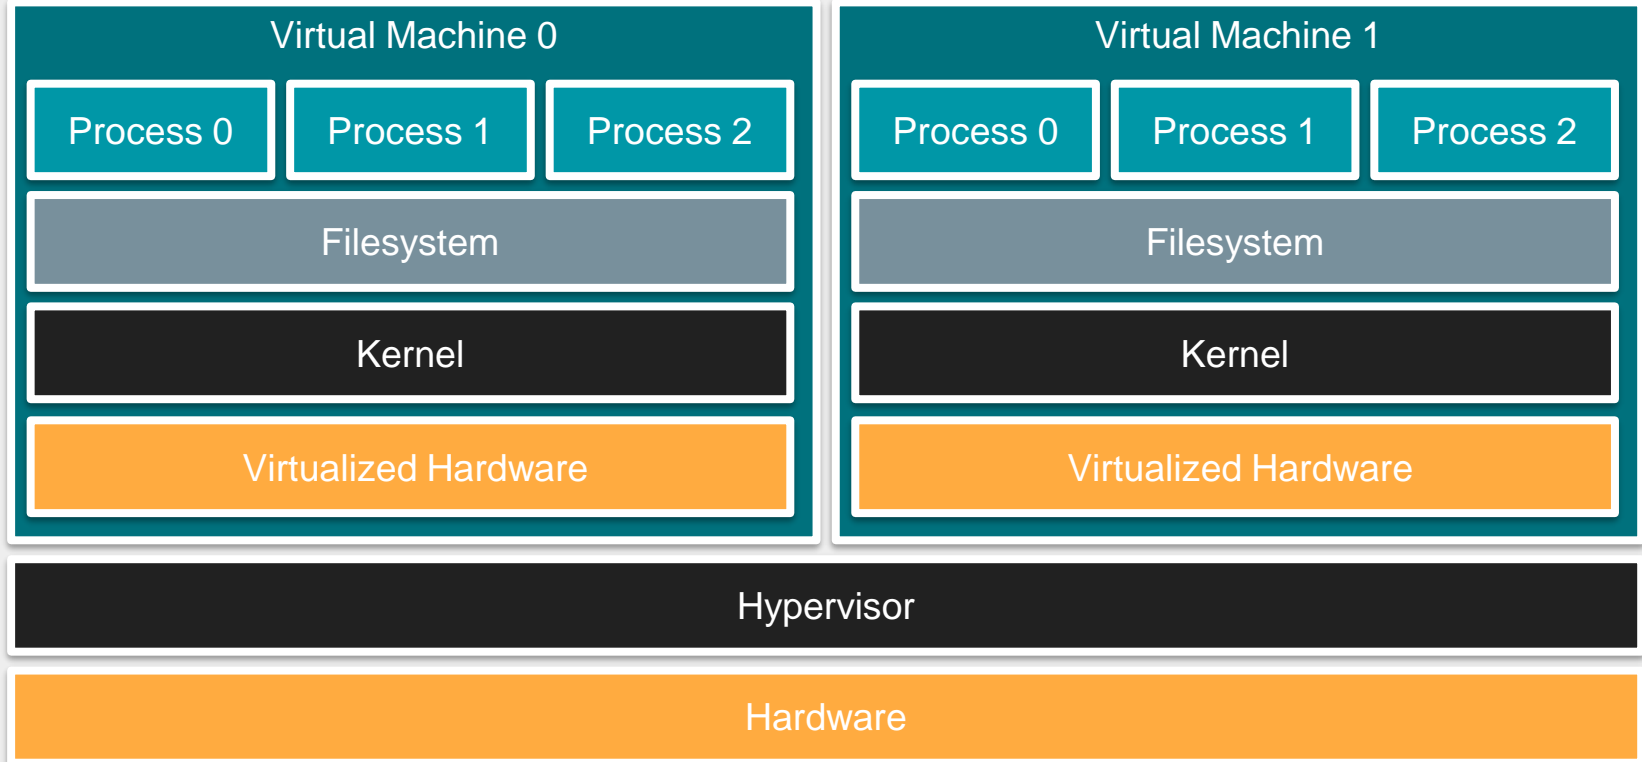 Virtual Machine 0
Process 0
Process 1
Process 2
Filesystem
Kernel
Virtualized Hardware
Virtual Machine 1
Process 0
Process 1
Process 2
Filesystem
Kernel
Virtualized Hardware
Hypervisor
Hardware